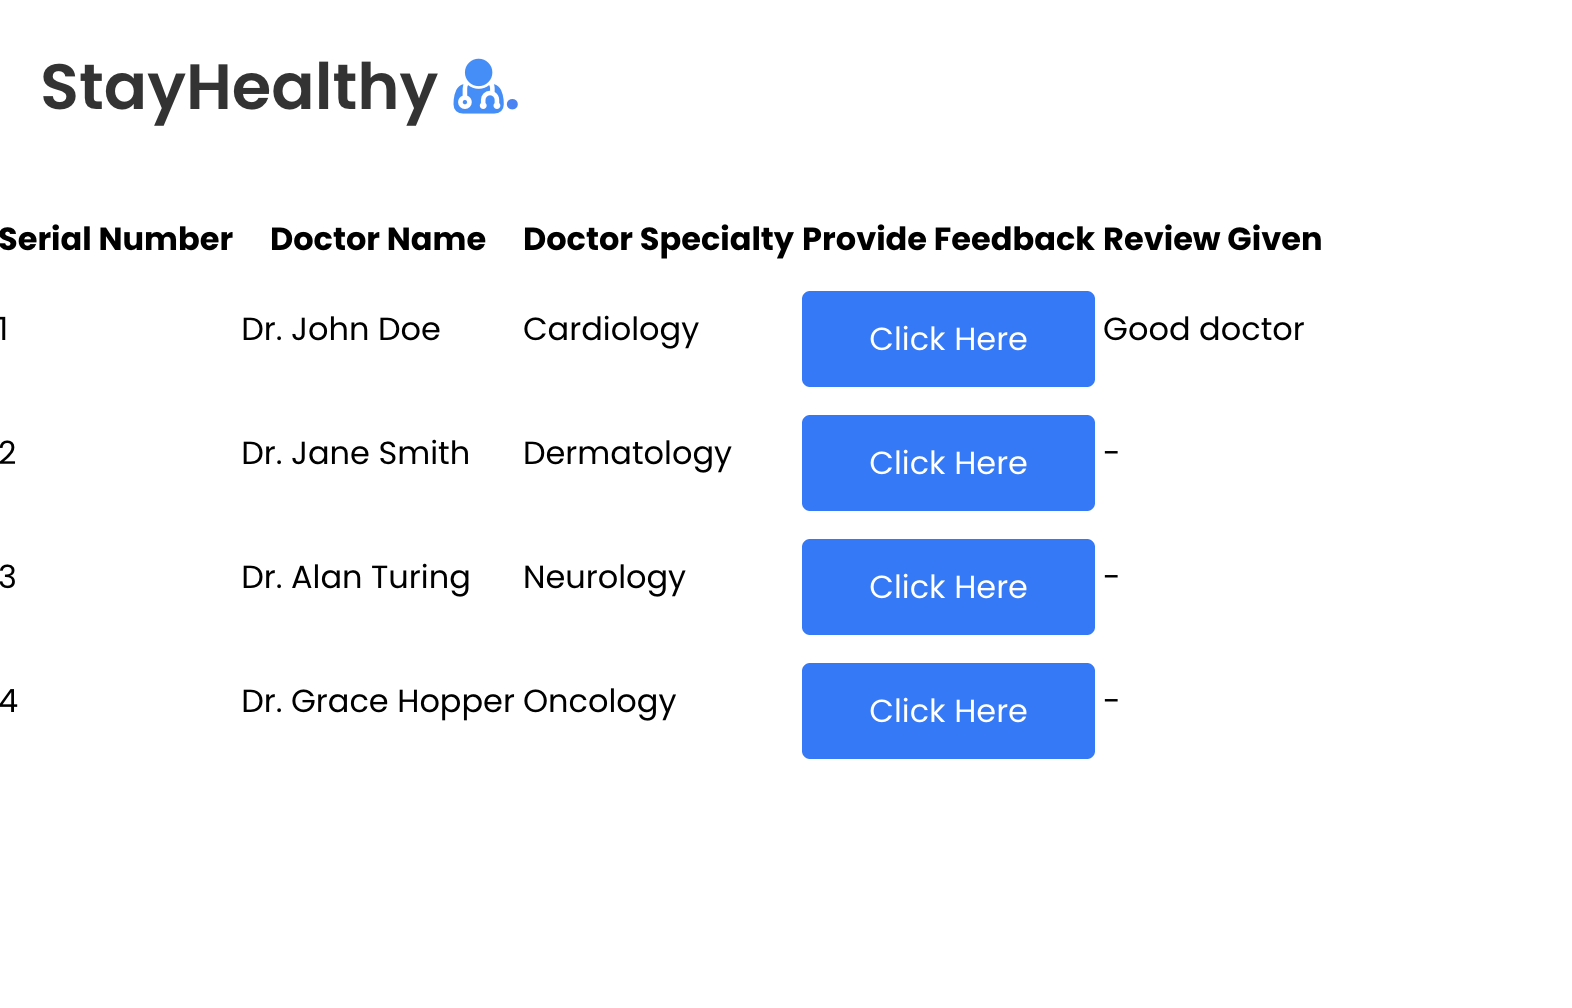 StayHealthy
Serial Number Doctor Name Doctor Specialty Provide Feedback Review Given
1 Dr. John Doe Cardiology Click Here Good doctor
2 Dr. Jane Smith Dermatology Click Here -
3 Dr. Alan Turing Neurology Click Here -
4 Dr. Grace Hopper Oncology Click Here -